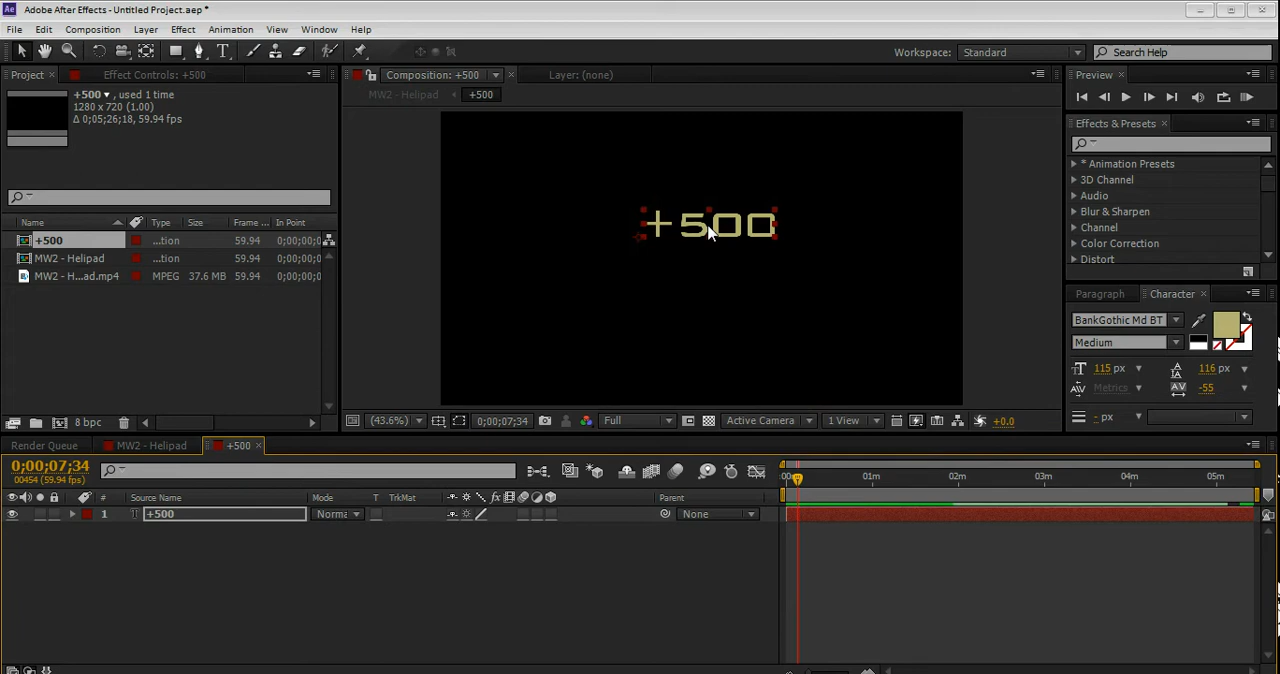 Adobe After Effects - Untitled Project.aep *
File Edit Composition Layer Effect Animation View Window Help
Workspace: Standard Search Help
Project Effect Controls: +500 Composition: +500 Layer: (none) Preview
+500 , used 1 time
1280 x 720 (1.00)
Δ 0;05;26;18, 59.94 fps
MW2 - Helipad +500
Effects & Presets
* Animation Presets
3D Channel
Audio
Blur & Sharpen
Channel
Color Correction
Distort
Name Type Size Frame ... In Point
+500 ...tion 59.94 0;00;00;0
MW2 - Helipad ...tion 59.94 0;00;00;0
MW2 - H...ad.mp4 MPEG 37.6 MB 59.94 0;00;00;0
+500
Paragraph Character
BankGothic Md BT
Medium
115 px 116 px
Metrics -55
- px
8 bpc
(43.6%) 0;00;07;34 Full Active Camera 1 View +0.0
Render Queue MW2 - Helipad +500
0;00;07;34
00454 (59.94 fps)
:00 01m 02m 03m 04m 05m
# Source Name Mode T TrkMat fx Parent
1 T +500 Norma None